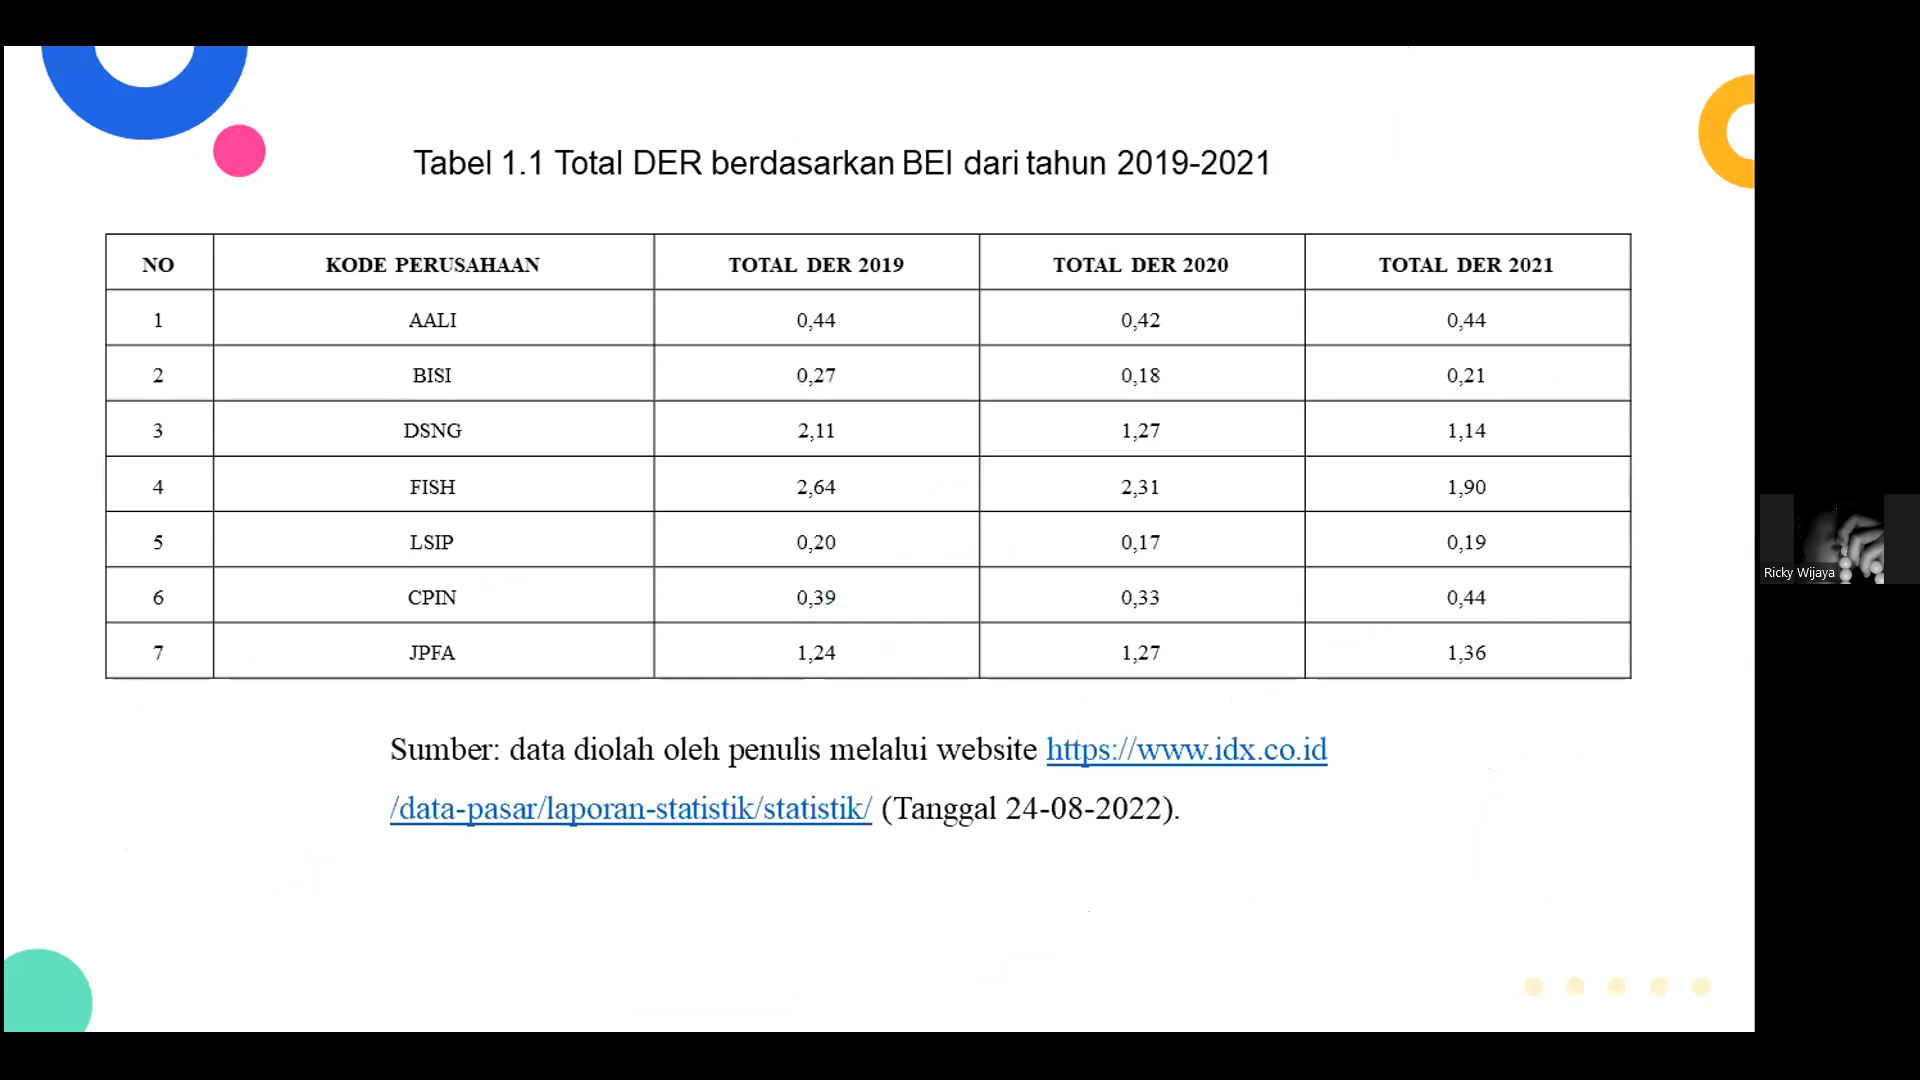 Tabel 1.1 Total DER berdasarkan BEI dari tahun 2019-2021
NO KODE PERUSAHAAN TOTAL DER 2019 TOTAL DER 2020 TOTAL DER 2021
1 AALI 0,44 0,42 0,44
2 BISI 0,27 0,18 0,21
3 DSNG 2,11 1,27 1,14
4 FISH 2,64 2,31 1,90
5 LSIP 0,20 0,17 0,19
6 CPIN 0,39 0,33 0,44
7 JPFA 1,24 1,27 1,36
Sumber: data diolah oleh penulis melalui website https://www.idx.co.id
/data-pasar/laporan-statistik/statistik/ (Tanggal 24-08-2022).
Ricky Wijaya